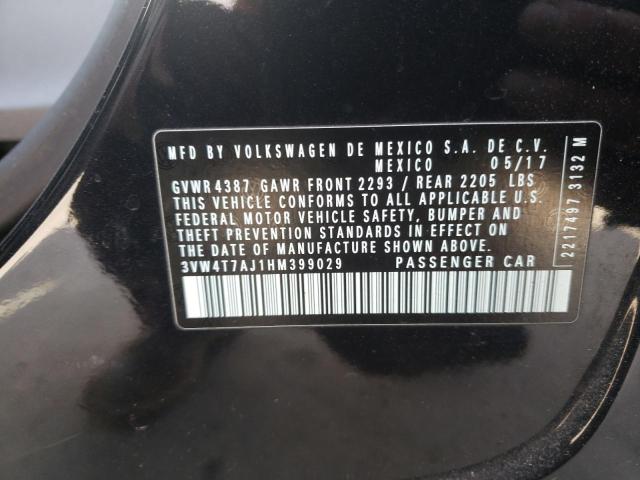 MFD BY VOLKSWAGEN DE MEXICO S.A. DE C.V.
MEXICO 05/17
GVWR 4387 GAWR FRONT 2293 / REAR 2205 LBS
THIS VEHICLE CONFORMS TO ALL APPLICABLE U.S.
FEDERAL MOTOR VEHICLE SAFETY, BUMPER AND
THEFT PREVENTION STANDARDS IN EFFECT ON
THE DATE OF MANUFACTURE SHOWN ABOVE.
3VW4T7AJ1HM399029 PASSENGER CAR
2217497 3132 M